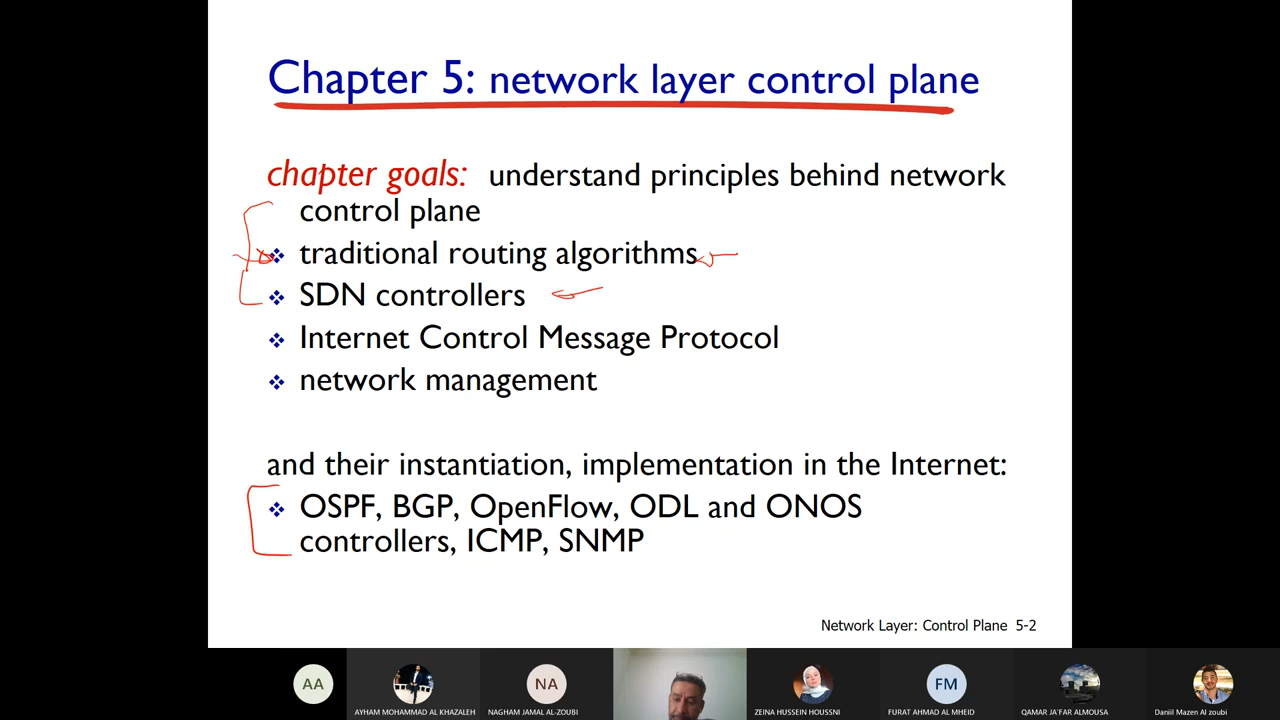 Chapter 5: network layer control plane
chapter goals: understand principles behind network
control plane
❖ traditional routing algorithms
❖ SDN controllers
❖ Internet Control Message Protocol
❖ network management
and their instantiation, implementation in the Internet:
❖ OSPF, BGP, OpenFlow, ODL and ONOS
controllers, ICMP, SNMP
Network Layer: Control Plane 5-2
AA
NA
FM
AYHAM MOHAMMAD AL KHAZALEH
NAGHAM JAMAL AL-ZOUBI
ZEINA HUSSEIN HOUSSNI
FURAT AHMAD AL MHEID
QAMAR JA'FAR ALMOUSA
Daniil Mazen Al zoubi